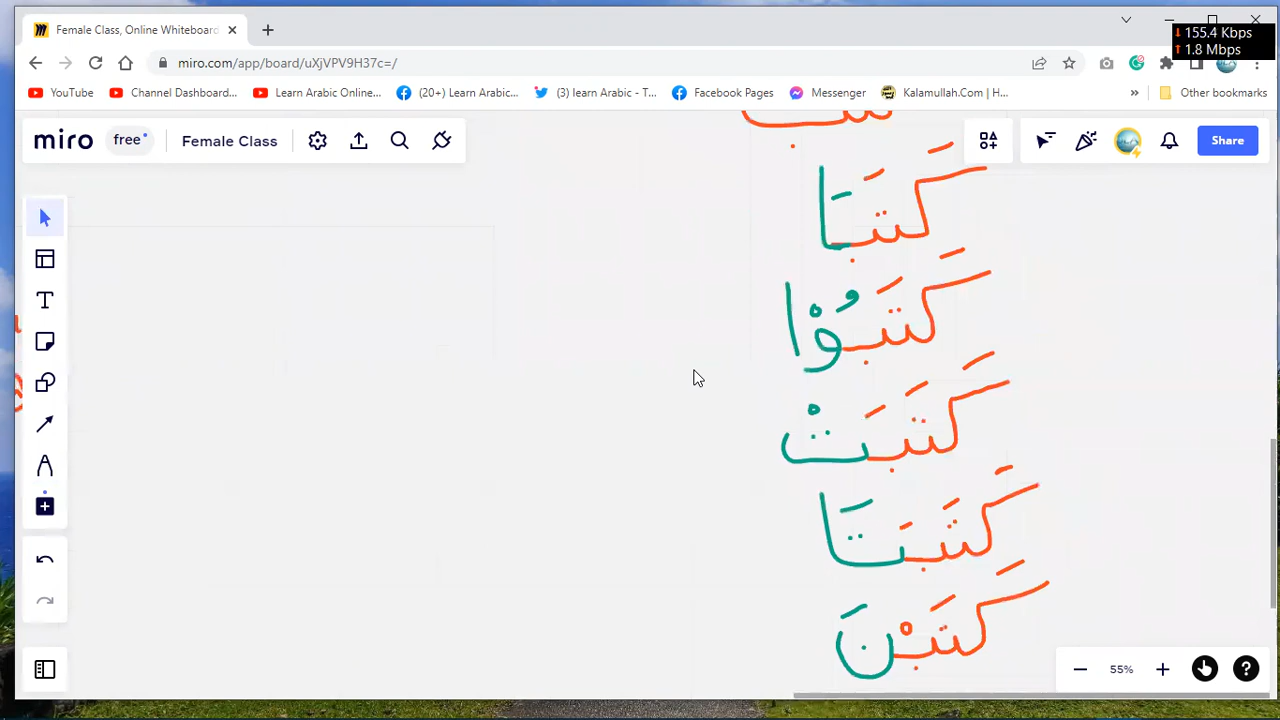 Female Class, Online Whiteboard
155.4 Kbps
1.8 Mbps
miro.com/app/board/uXjVPV9H37c=/
YouTube
Channel Dashboard...
Learn Arabic Online...
(20+) Learn Arabic...
(3) learn Arabic - T...
Facebook Pages
Messenger
Kalamullah.Com | H...
»
Other bookmarks
miro
free
Female Class
Share
كَتَبَا
كَتَبُوْا
كَتَبَتْ
كَتَبَتَا
كَتَبْنَ
55%